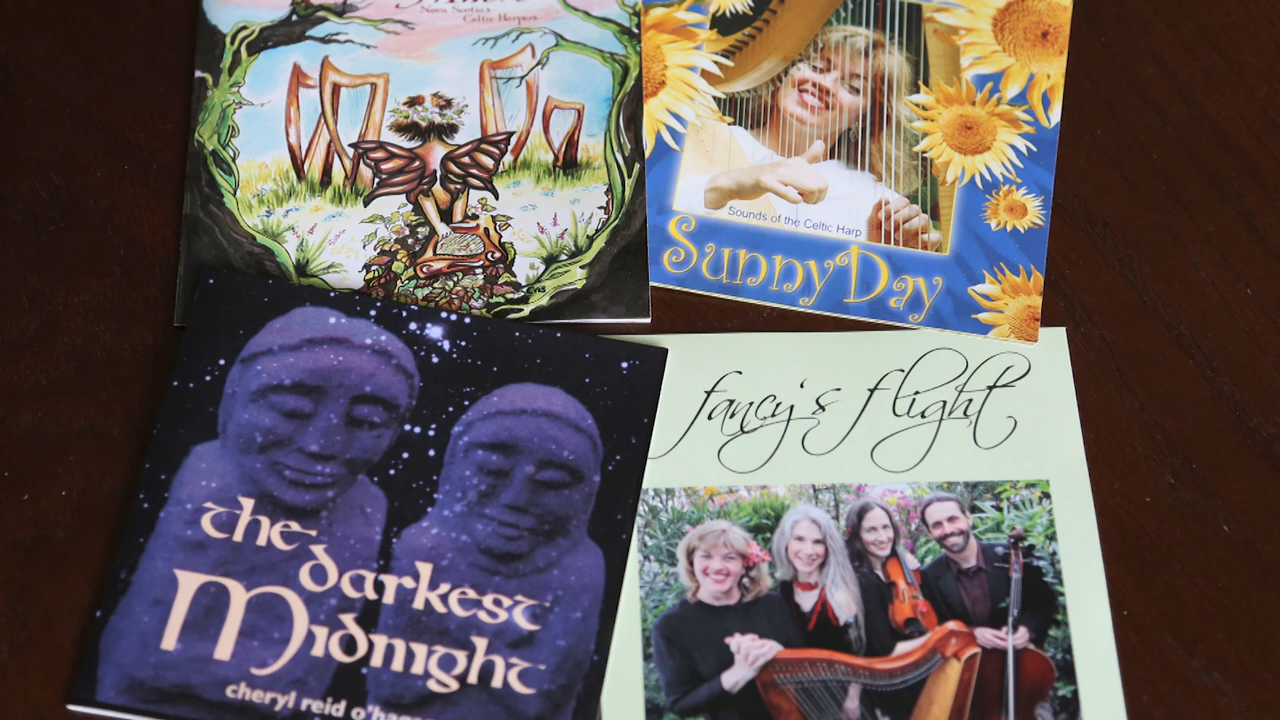 Nova Scotia's
Celtic Harpers
Sounds of the Celtic Harp
Sunny Day
the
darkest
Midnight
cheryl reid
fancy's flight